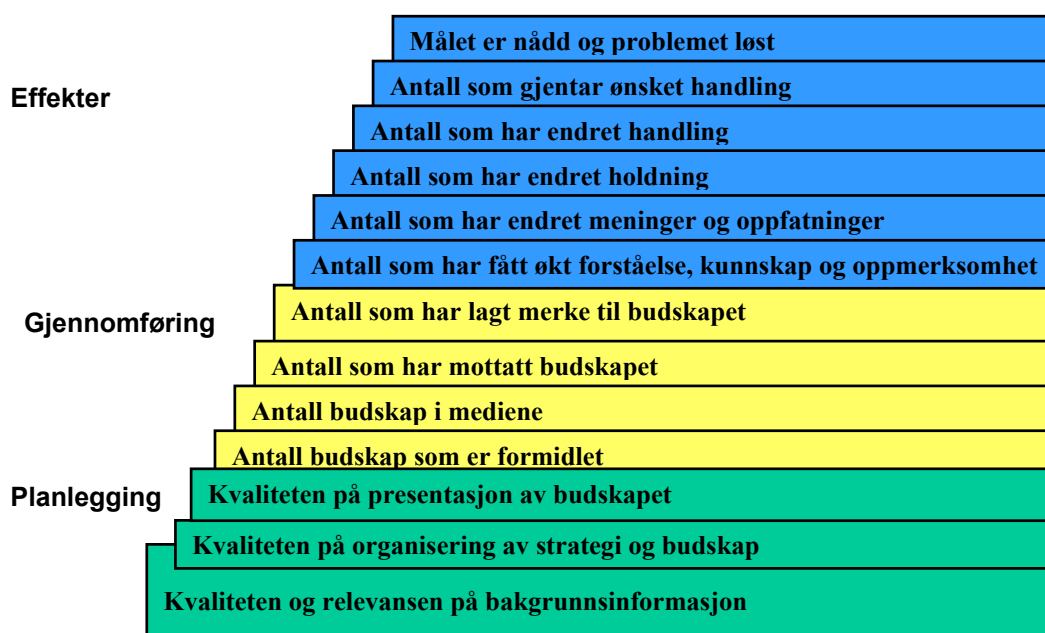 Målet er nådd og problemet løst
Antall som gjentar ønsket handling
Effekter
Antall som har endret handling
Antall som har endret holdning
Antall som har endret meninger og oppfatninger
Antall som har fått økt forståelse, kunnskap og oppmerksomhet
Antall som har lagt merke til budskapet
Gjennomføring
Antall som har mottatt budskapet
Antall budskap i mediene
Antall budskap som er formidlet
Planlegging
Kvaliteten på presentasjon av budskapet
Kvaliteten på organisering av strategi og budskap
Kvaliteten og relevansen på bakgrunnsinformasjon